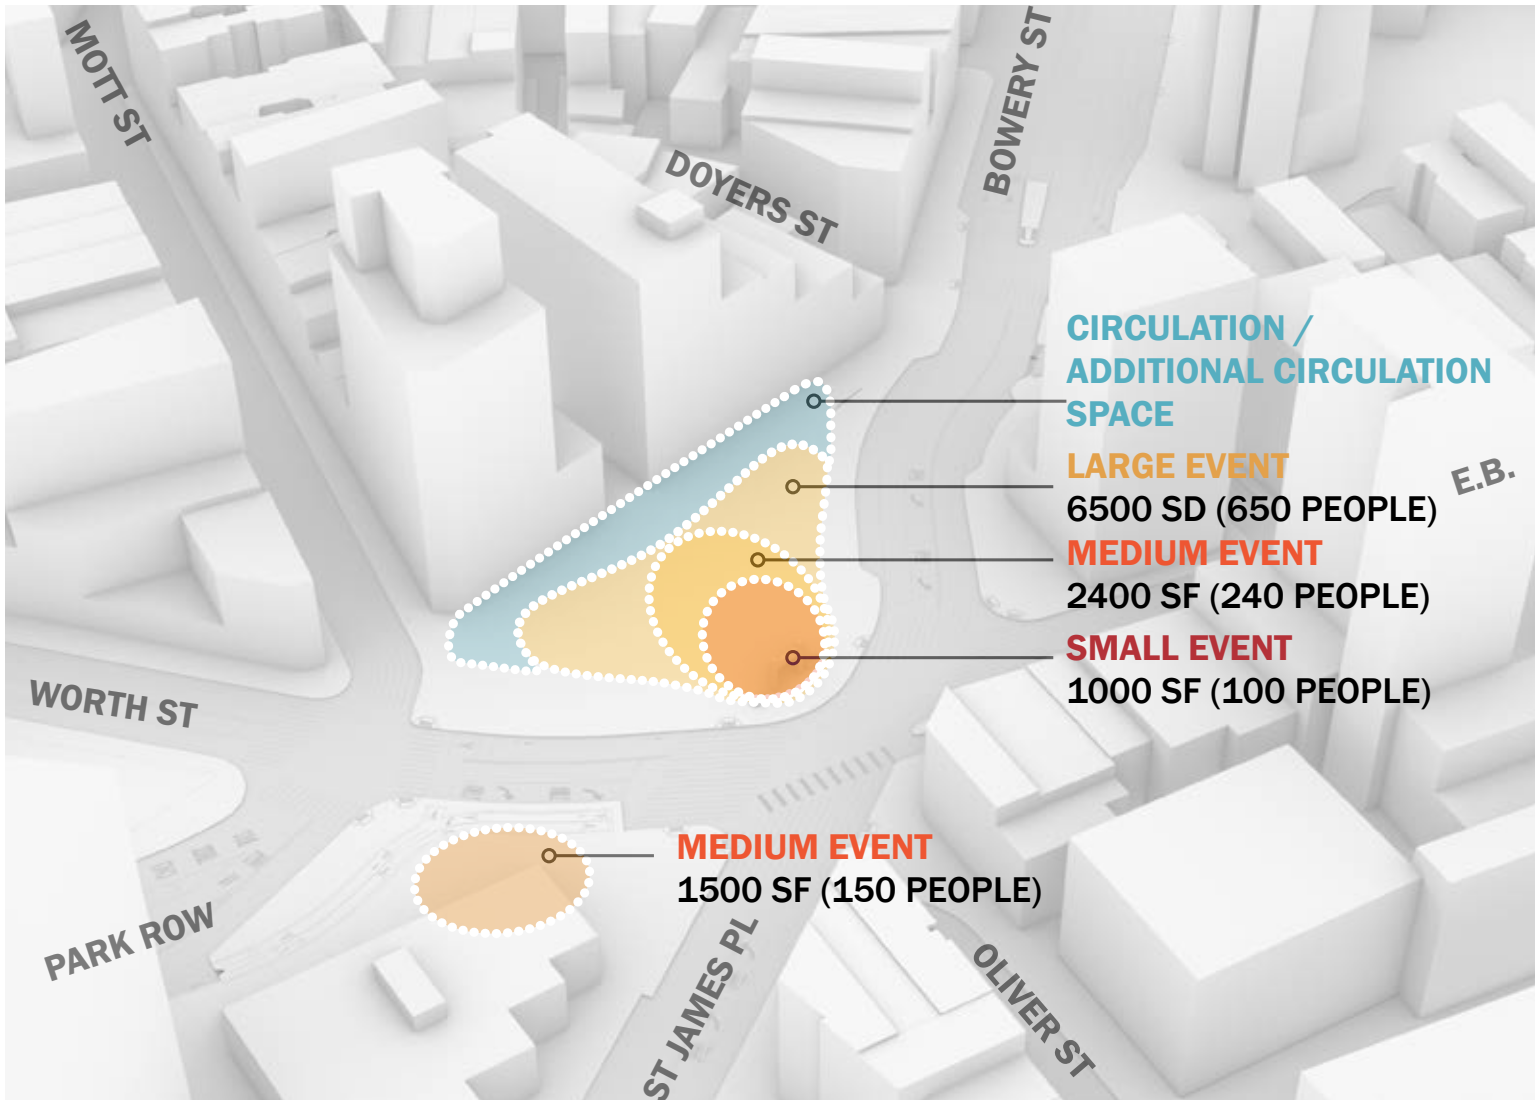 MOTT ST
BOWERY ST
DOYERS ST
CIRCULATION /
ADDITIONAL CIRCULATION
SPACE
LARGE EVENT
6500 SD (650 PEOPLE)
E.B.
MEDIUM EVENT
2400 SF (240 PEOPLE)
SMALL EVENT
1000 SF (100 PEOPLE)
WORTH ST
MEDIUM EVENT
1500 SF (150 PEOPLE)
PARK ROW
ST JAMES PL
OLIVER ST